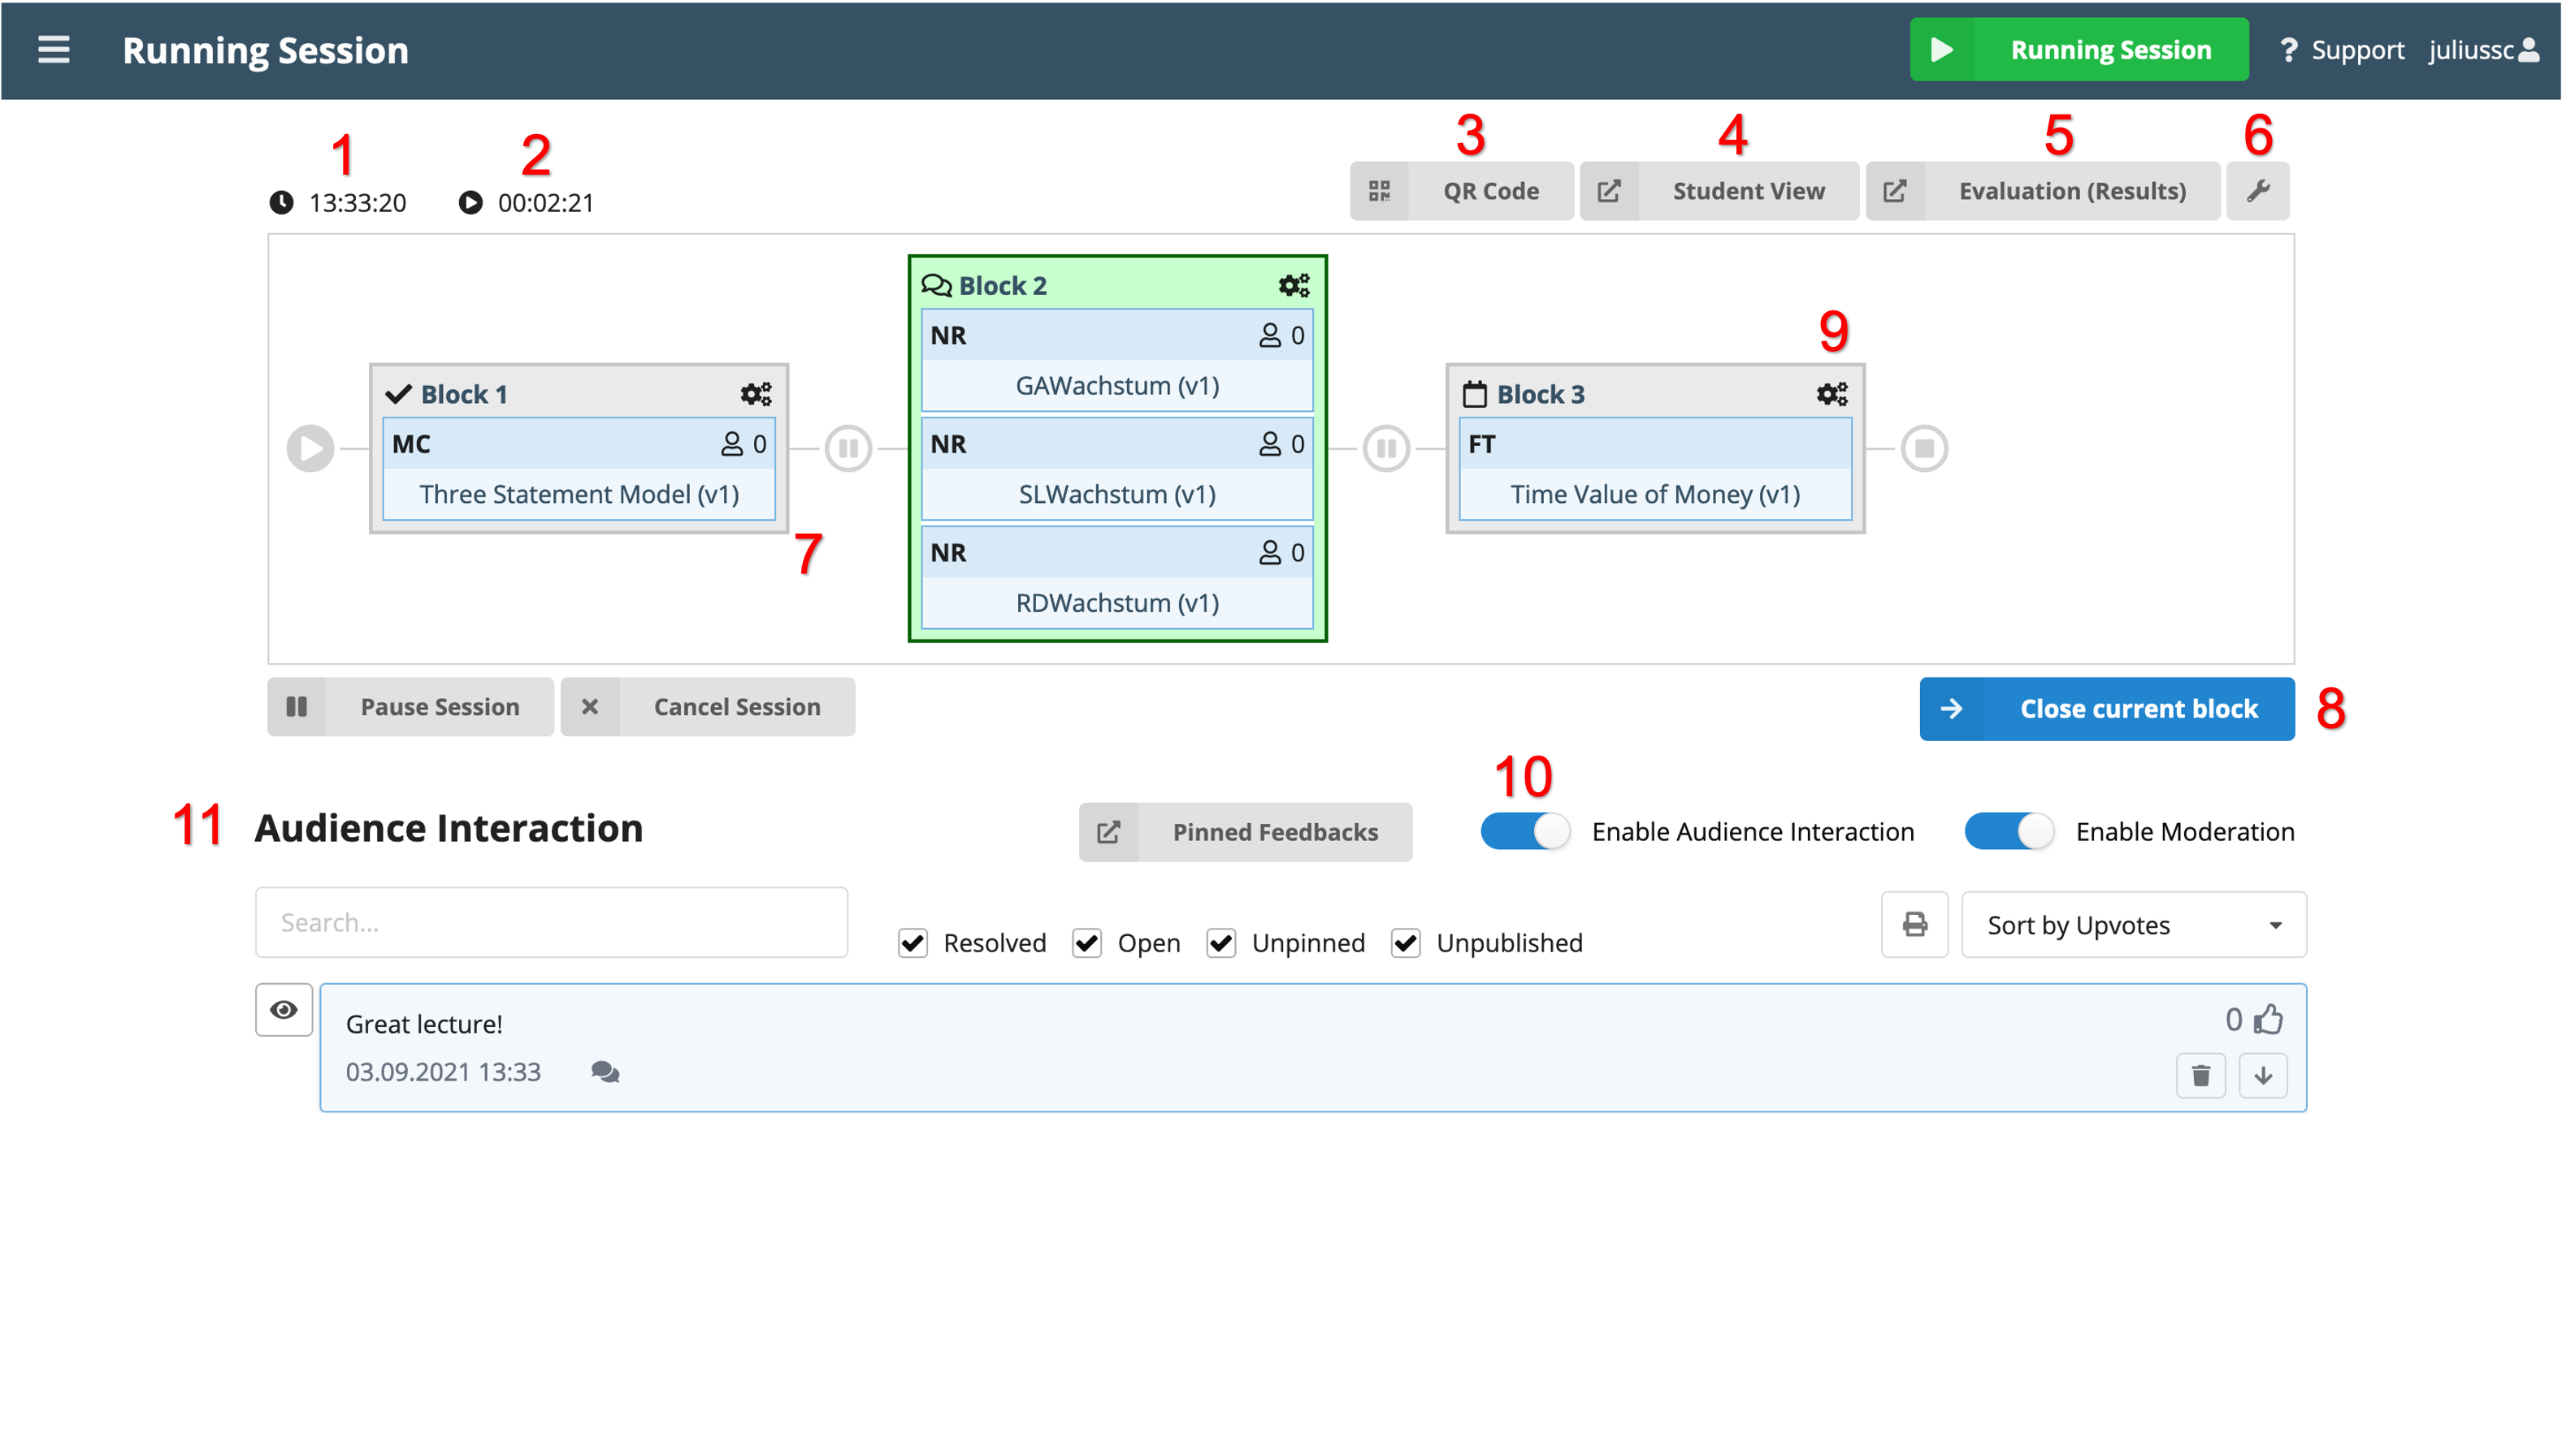 Running Session
Running Session
? Support
juliussc
1
2
3
4
5
6
13:33:20
00:02:21
QR Code
Student View
Evaluation (Results)
Block 1
MC 0
Three Statement Model (v1)
7
Block 2
NR 0
GAWachstum (v1)
NR 0
SLWachstum (v1)
NR 0
RDWachstum (v1)
9
Block 3
FT
Time Value of Money (v1)
Pause Session
Cancel Session
Close current block
8
10
11
Audience Interaction
Pinned Feedbacks
Enable Audience Interaction
Enable Moderation
Search...
Resolved
Open
Unpinned
Unpublished
Sort by Upvotes
Great lecture!
0
03.09.2021 13:33